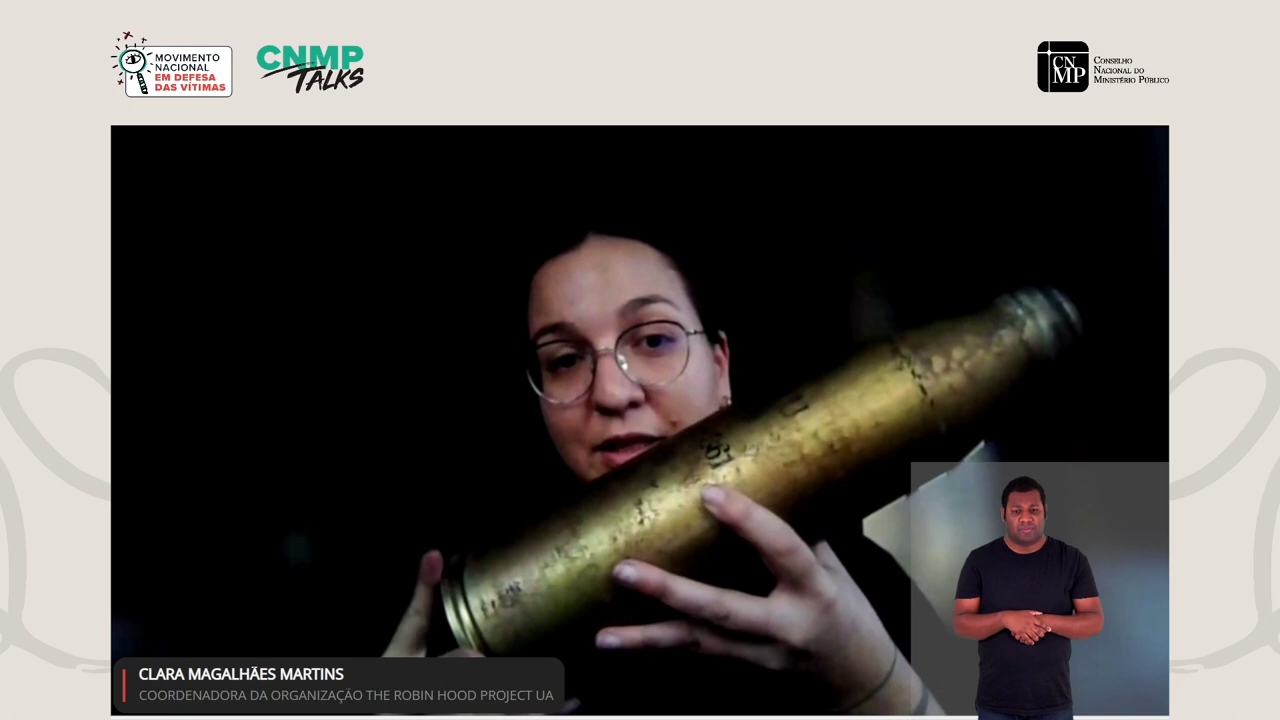 MOVIMENTO
NACIONAL
EM DEFESA
DAS VÍTIMAS
CNMP
TALKS
CN
MP
CONSELHO
NACIONAL DO
MINISTÉRIO PÚBLICO
CLARA MAGALHÃES MARTINS
COORDENADORA DA ORGANIZAÇÃO THE ROBIN HOOD PROJECT UA